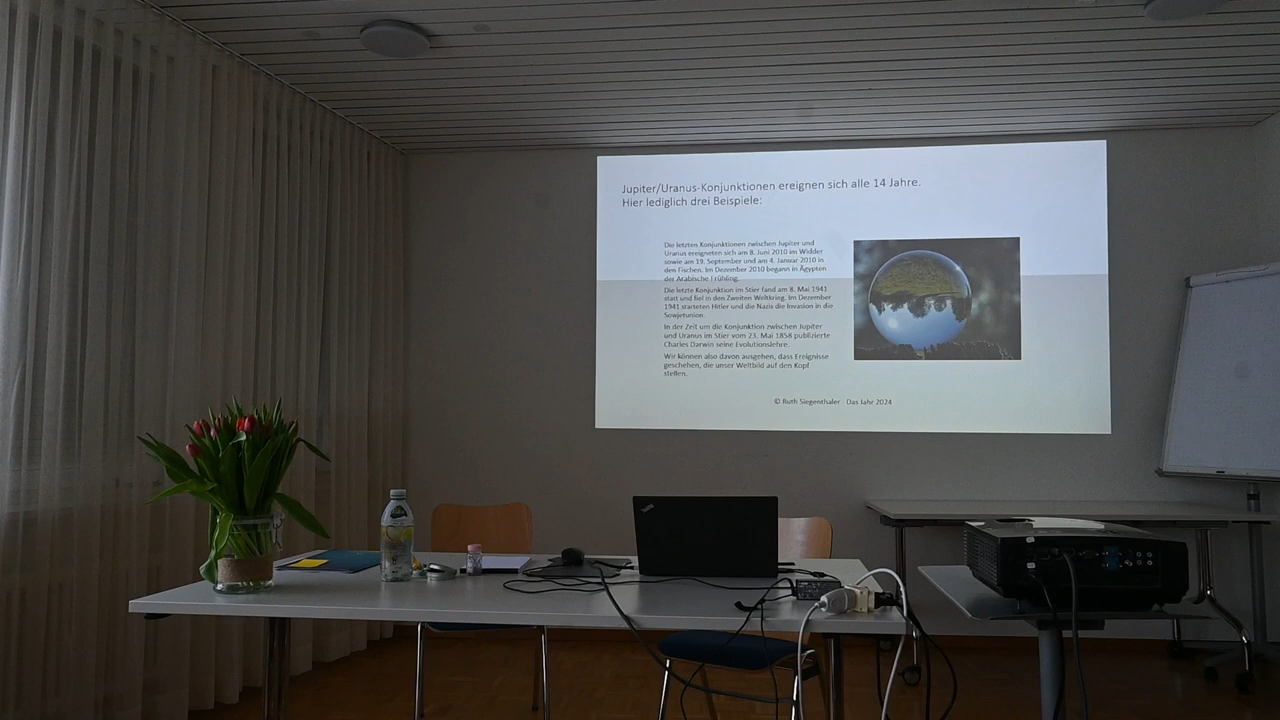 Jupiter/Uranus-Konjunktionen ereignen sich alle 14 Jahre.
Hier lediglich drei Beispiele:
Die letzten Konjunktionen zwischen Jupiter und
Uranus ereigneten sich am 8. Juni 2010 im Widder
sowie am 19. September und am 4. Januar 2010 in
den Fischen. Im Dezember 2010 begann in Ägypten
der Arabische Frühling.
Die letzte Konjunktion im Stier fand am 8. Mai 1941
statt und fiel in den Zweiten Weltkrieg. Im Dezember
1941 starteten Hitler und die Nazis die Invasion in die
Sowjetunion.
In der Zeit um die Konjunktion zwischen Jupiter
und Uranus im Stier vom 23. Mai 1858 publizierte
Charles Darwin seine Evolutionslehre.
Wir können also davon ausgehen, dass Ereignisse
geschehen, die unser Weltbild auf den Kopf
stellen.
© Ruth Siegenthaler - Das Jahr 2024